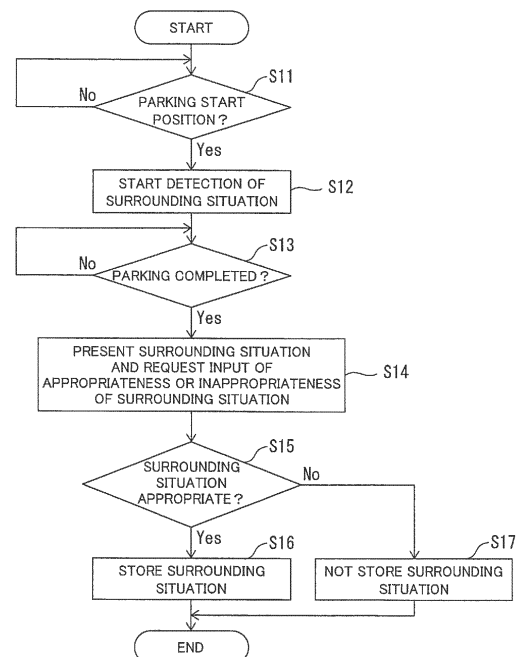 START
S11
No
PARKING START
POSITION?
Yes
START DETECTION OF
SURROUNDING SITUATION
S12
S13
No
PARKING COMPLETED?
Yes
PRESENT SURROUNDING SITUATION
AND REQUEST INPUT OF
APPROPRIATENESS OR INAPPROPRIATENESS
OF SURROUNDING SITUATION
S14
S15
SURROUNDING
SITUATION
APPROPRIATE?
No
Yes
S16
S17
STORE SURROUNDING
SITUATION
NOT STORE SURROUNDING
SITUATION
END